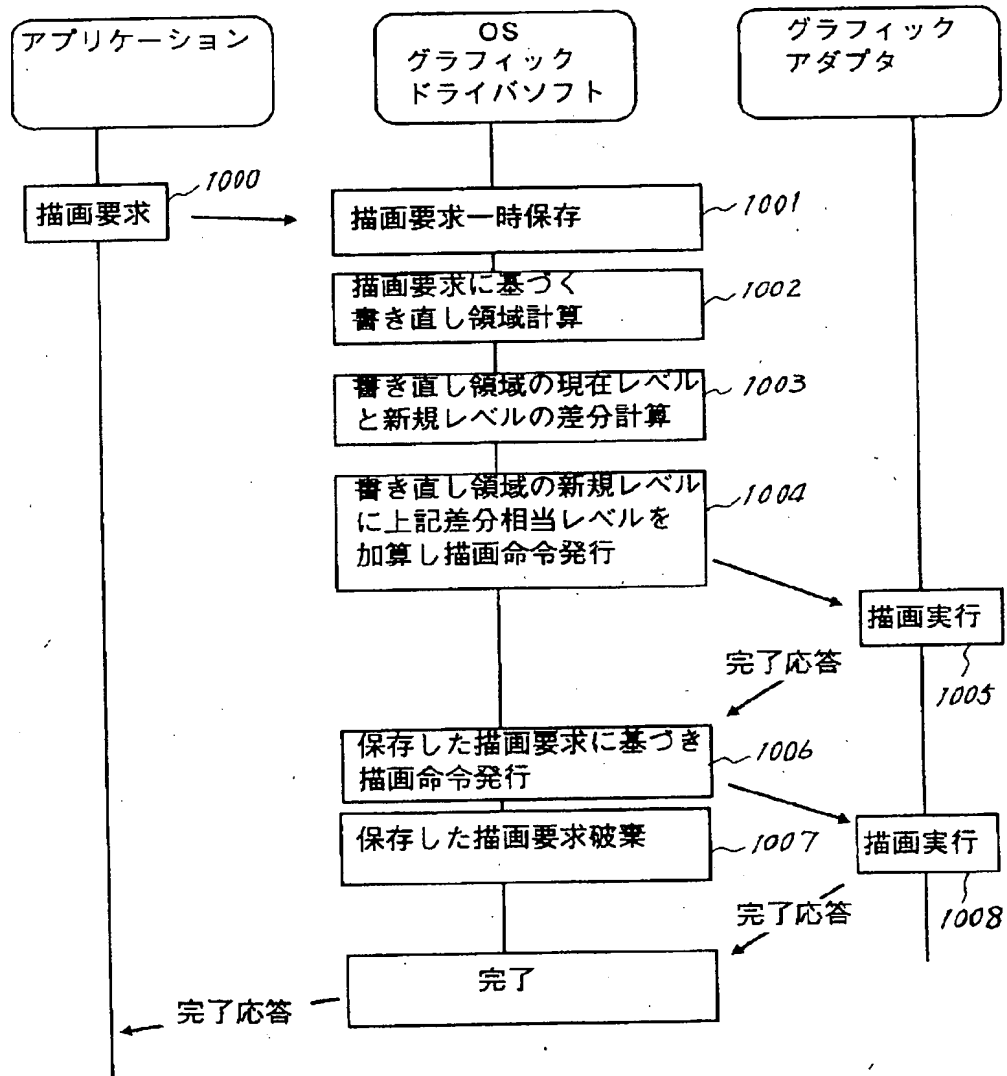 アプリケーション
OS
グラフィック
ドライバソフト
グラフィック
アダプタ
描画要求
1000
描画要求一時保存
1001
描画要求に基づく
書き直し領域計算
1002
書き直し領域の現在レベル
と新規レベルの差分計算
1003
書き直し領域の新規レベル
に上記差分相当レベルを
加算し描画命令発行
1004
描画実行
1005
完了応答
保存した描画要求に基づき
描画命令発行
1006
保存した描画要求破棄
1007
描画実行
1008
完了応答
完了
完了応答